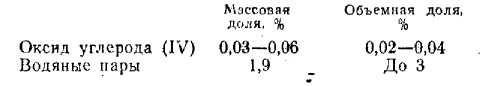 Массовая доля, % Объемная доля, %
Оксид углерода (IV) 0,03—0,06 0,02—0,04
Водяные пары 1,9 До 3